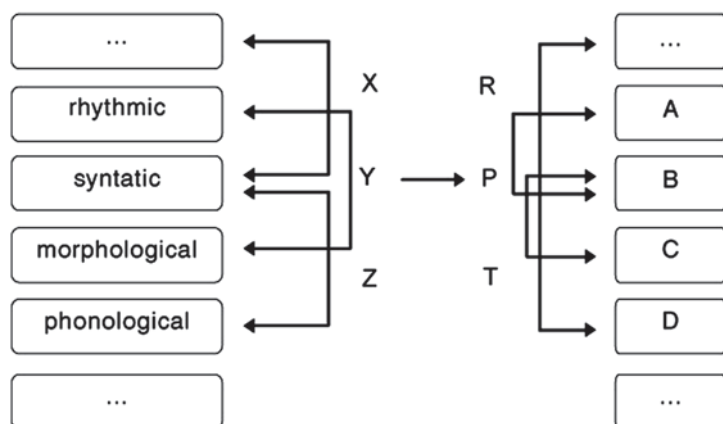 ...
rhythmic
syntatic
morphological
phonological
...
X
Y
Z
R
P
T
...
A
B
C
D
...